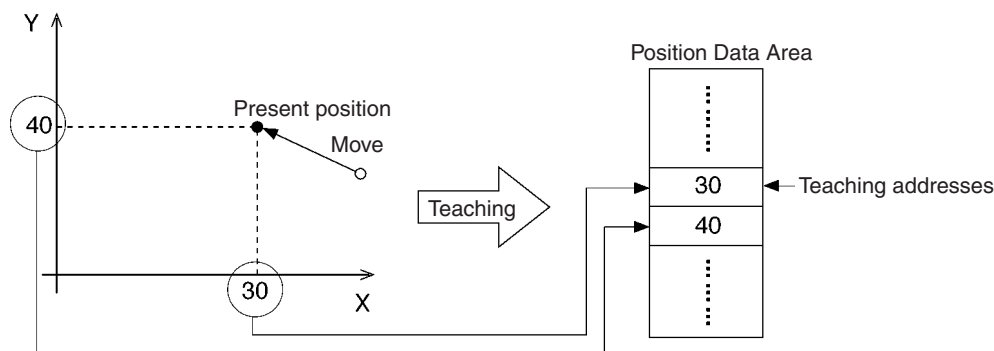 Y
Position Data Area
Present position
40
Move
30
Teaching addresses
Teaching
40
30
X